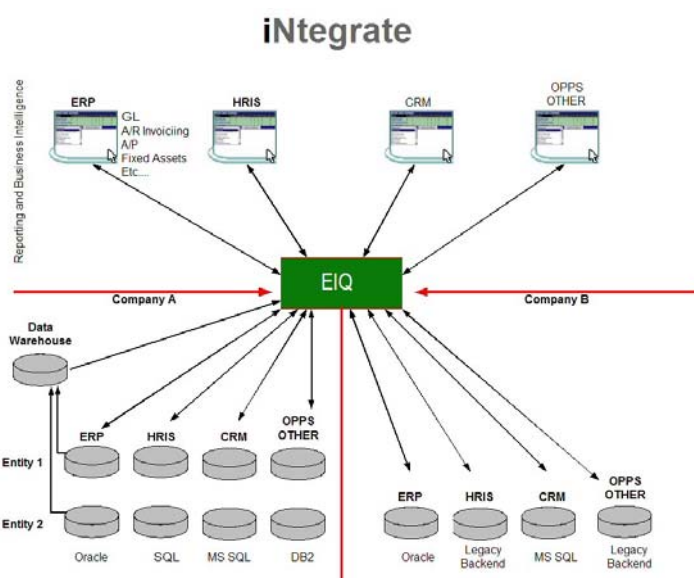 iNtegrate
Reporting and Business Intelligence
ERP
GL
A/R Invoiciing
A/P
Fixed Assets
Etc....
HRIS
CRM
OPPS
OTHER
EIQ
Company A
Company B
Data
Warehouse
ERP
HRIS
CRM
OPPS
OTHER
Entity 1
Entity 2
Oracle
SQL
MS SQL
DB2
ERP
HRIS
CRM
OPPS
OTHER
Oracle
Legacy
Backend
MS SQL
Legacy
Backend